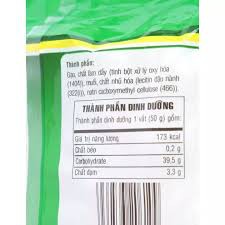 Thành phần:
Gạo, chất làm dầy (tinh bột xử lý oxy hóa
(1404)), muối, chất nhũ hóa (lecitin đậu nành
(322i)), natri carboxymethyl cellulose (466)).
THÀNH PHẦN DINH DƯỠNG
Thành phần dinh dưỡng 1 vắt (50 g) gồm:
Giá trị năng lượng 173 kcal
Chất béo 0,2 g
Carbohydrate 39,5 g
Chất đạm 3,3 g